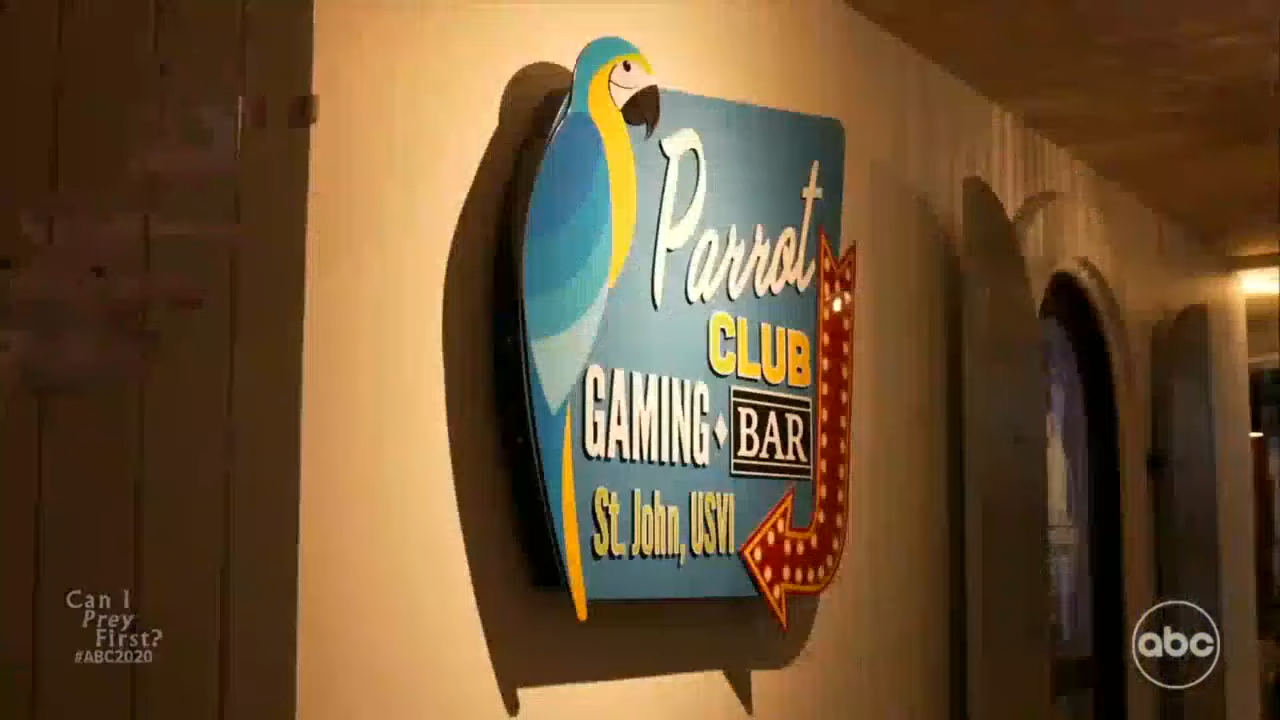 Parrot
CLUB
GAMING BAR
St. John, USVI
Can I
Prey
First?
#ABC2020
abc